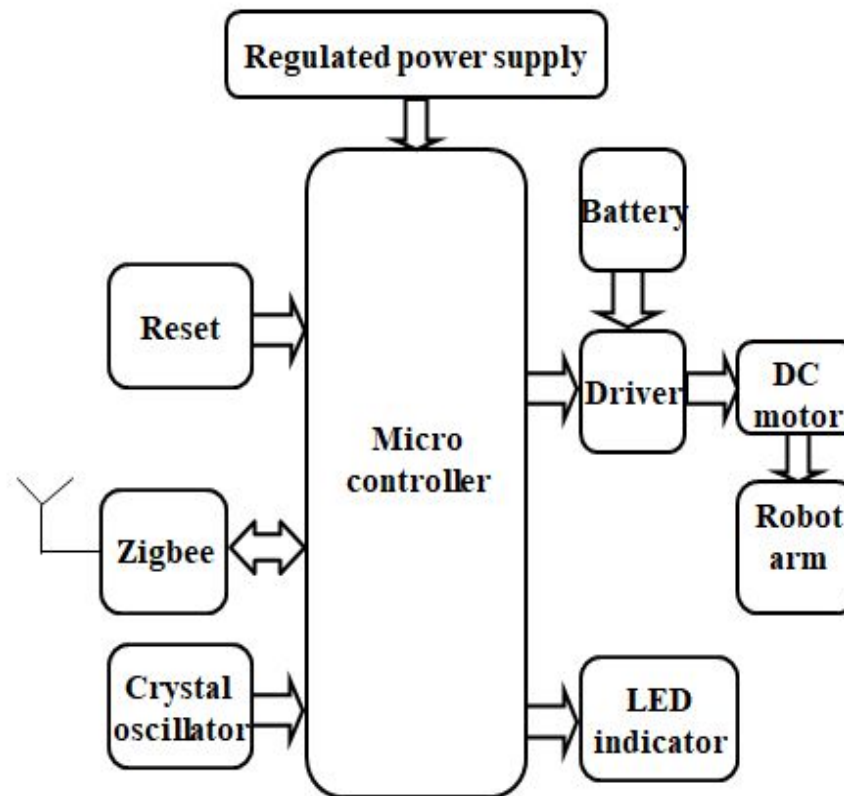 Regulated power supply
Battery
Reset
Driver
DC
motor
Micro
controller
Zigbee
Robot
arm
Crystal
oscillator
LED
indicator